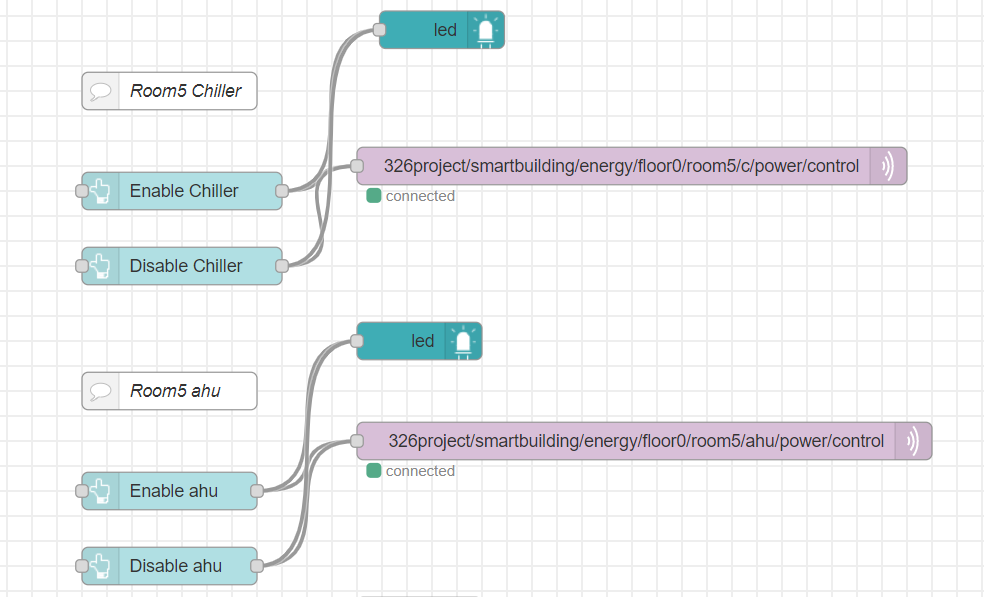 led
Room5 Chiller
326project/smartbuilding/energy/floor0/room5/c/power/control
Enable Chiller
connected
Disable Chiller
led
Room5 ahu
326project/smartbuilding/energy/floor0/room5/ahu/power/control
connected
Enable ahu
Disable ahu